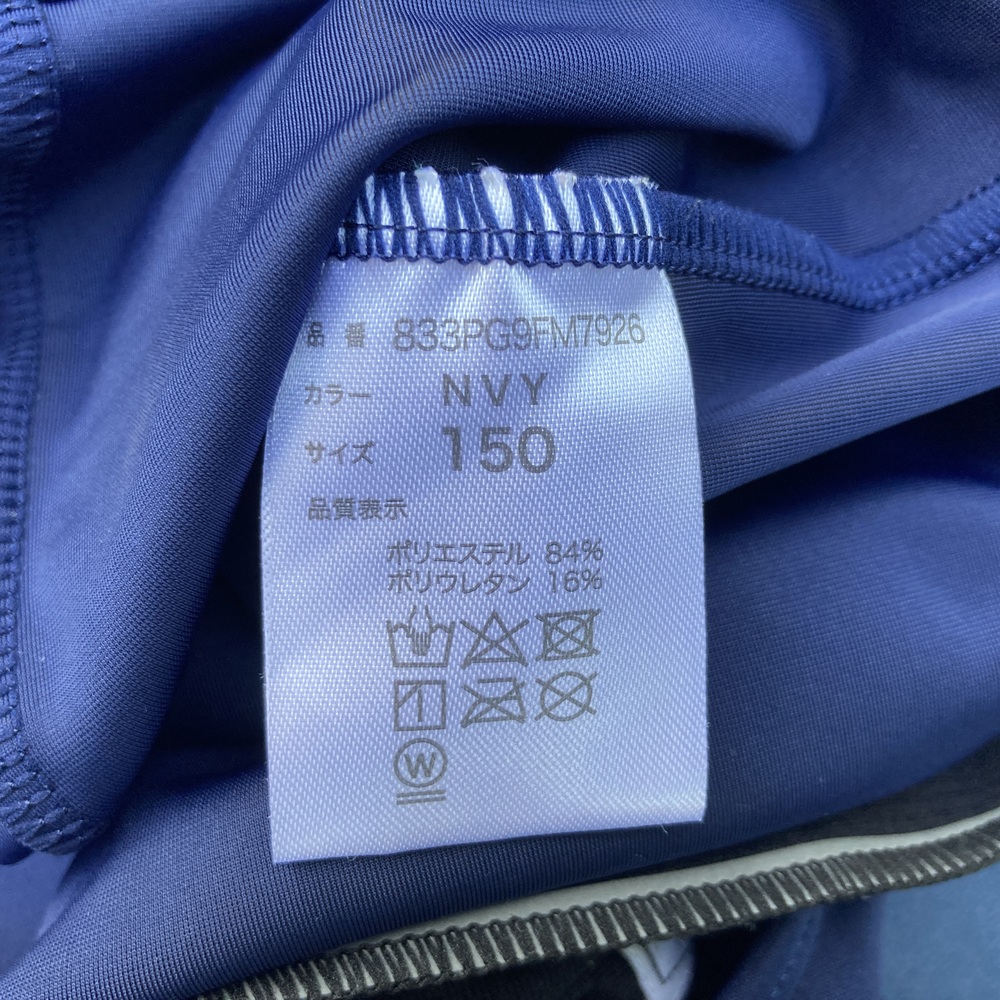 品番 833PG9FM7926
カラー NVY
サイズ 150
品質表示
ポリエステル 84%
ポリウレタン 16%
W